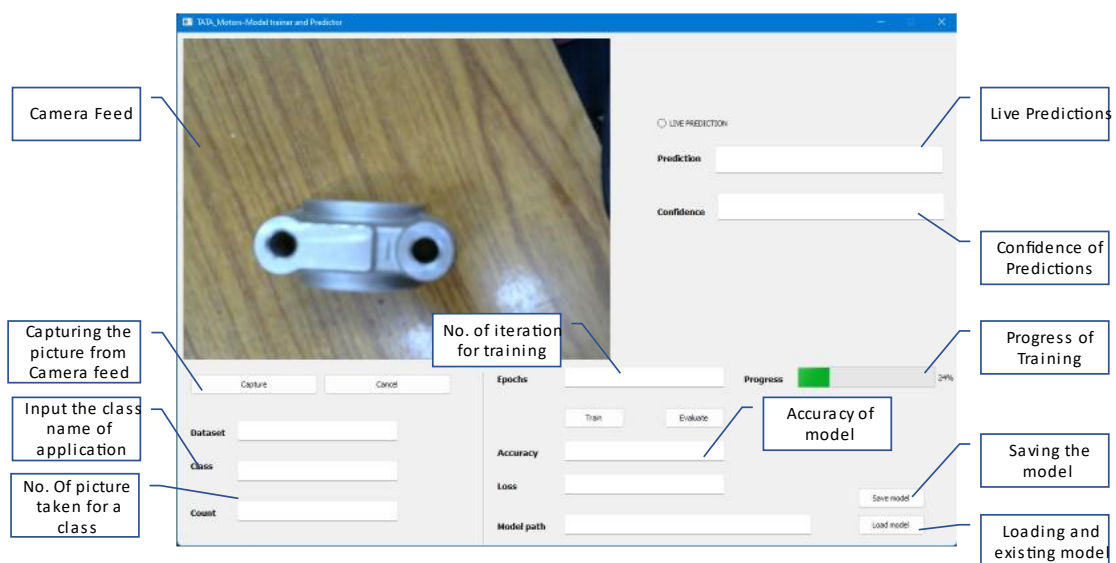 TATA_Motors-Model trainer and Predictor
Camera Feed
LIVE PREDICTION
Live Predictions
Prediction
Confidence
Confidence of
Predictions
Capturing the
picture from
Camera feed
No. of iteration
for training
Progress of
Training
Capture
Cancel
Epochs
Progress
24%
Input the class
name of
application
Train
Evaluate
Accuracy of
model
Dataset
Accuracy
Saving the
model
Class
No. Of picture
taken for a
class
Loss
Save model
Count
Model path
Load model
Loading and
existing model